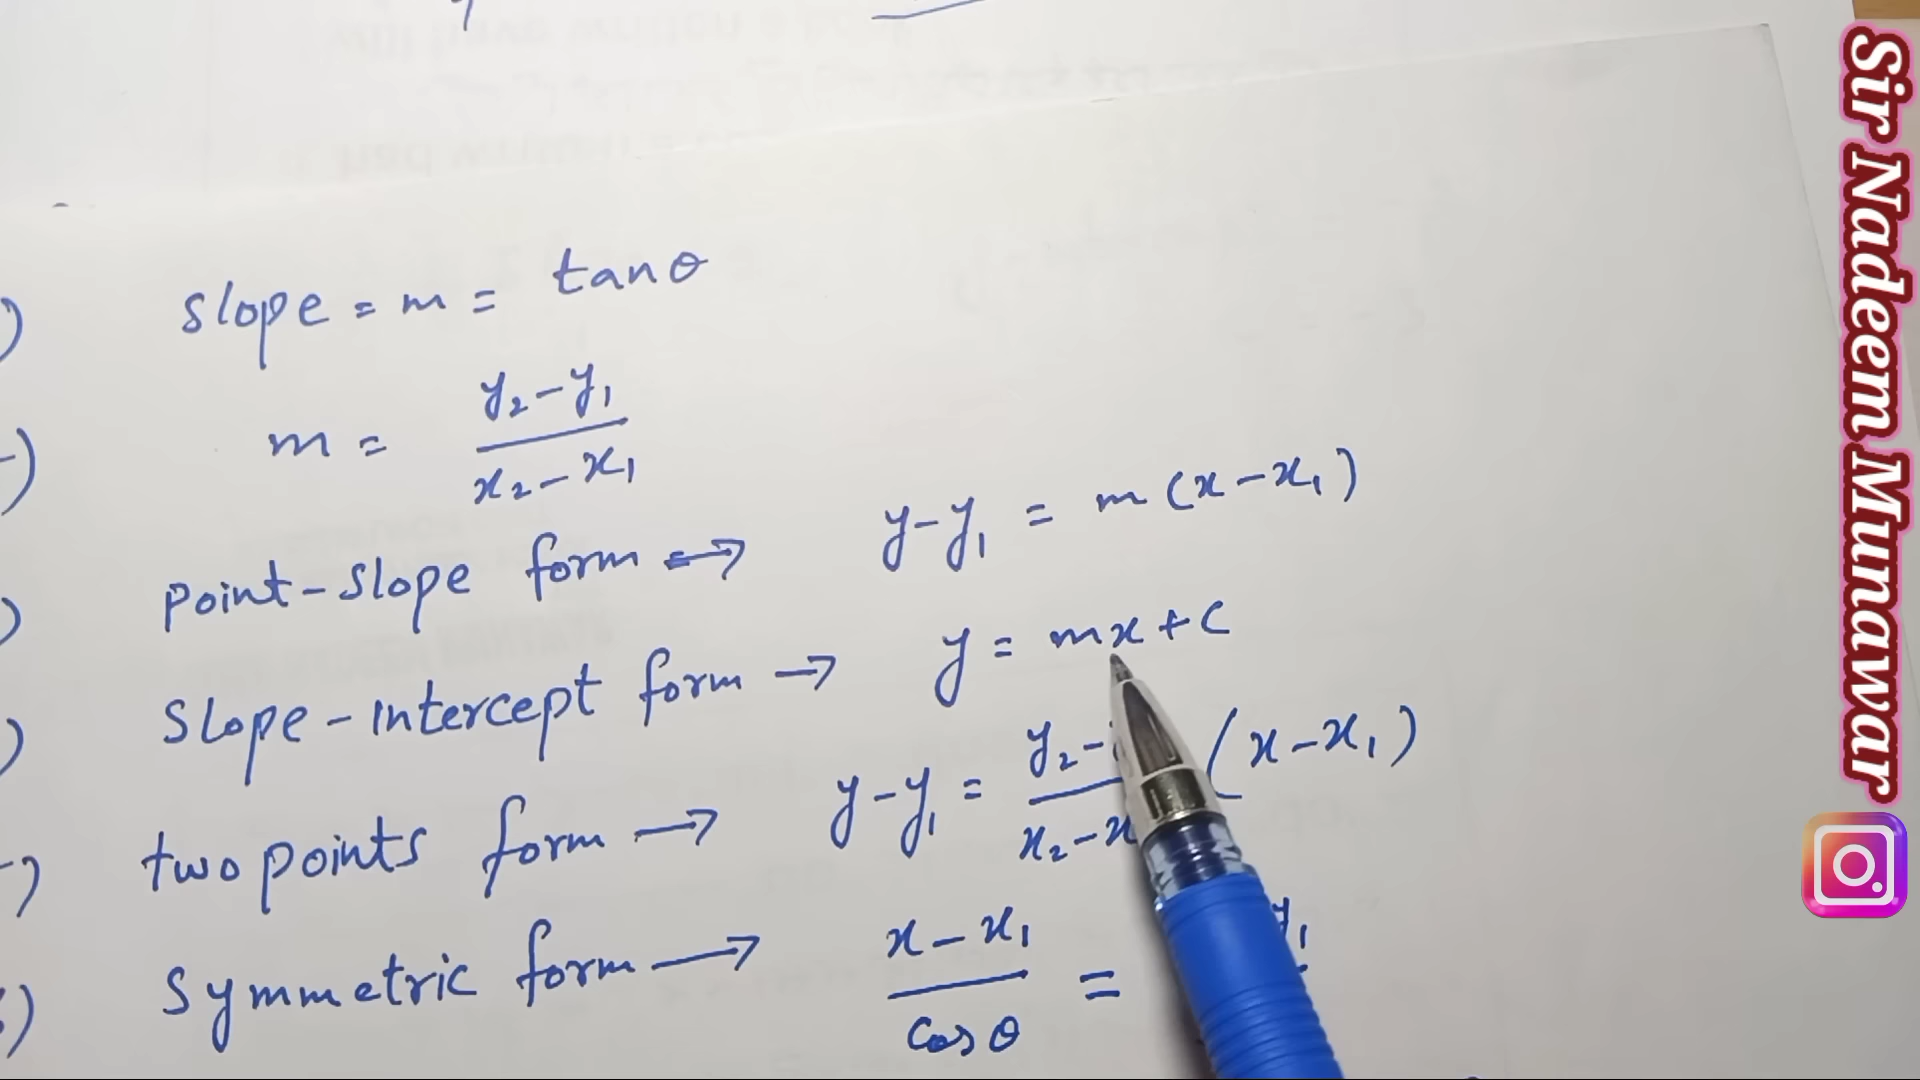 slope = m = tanθ
m = y₂-y₁ / x₂-x₁
point-slope form → y-y₁ = m(x-x₁)
slope-intercept form → y = mx+c
two points form → y-y₁ = y₂- / x₂-x (x-x₁)
symmetric form → x-x₁ / cosθ = y₁
Sir Nadeem Munawar